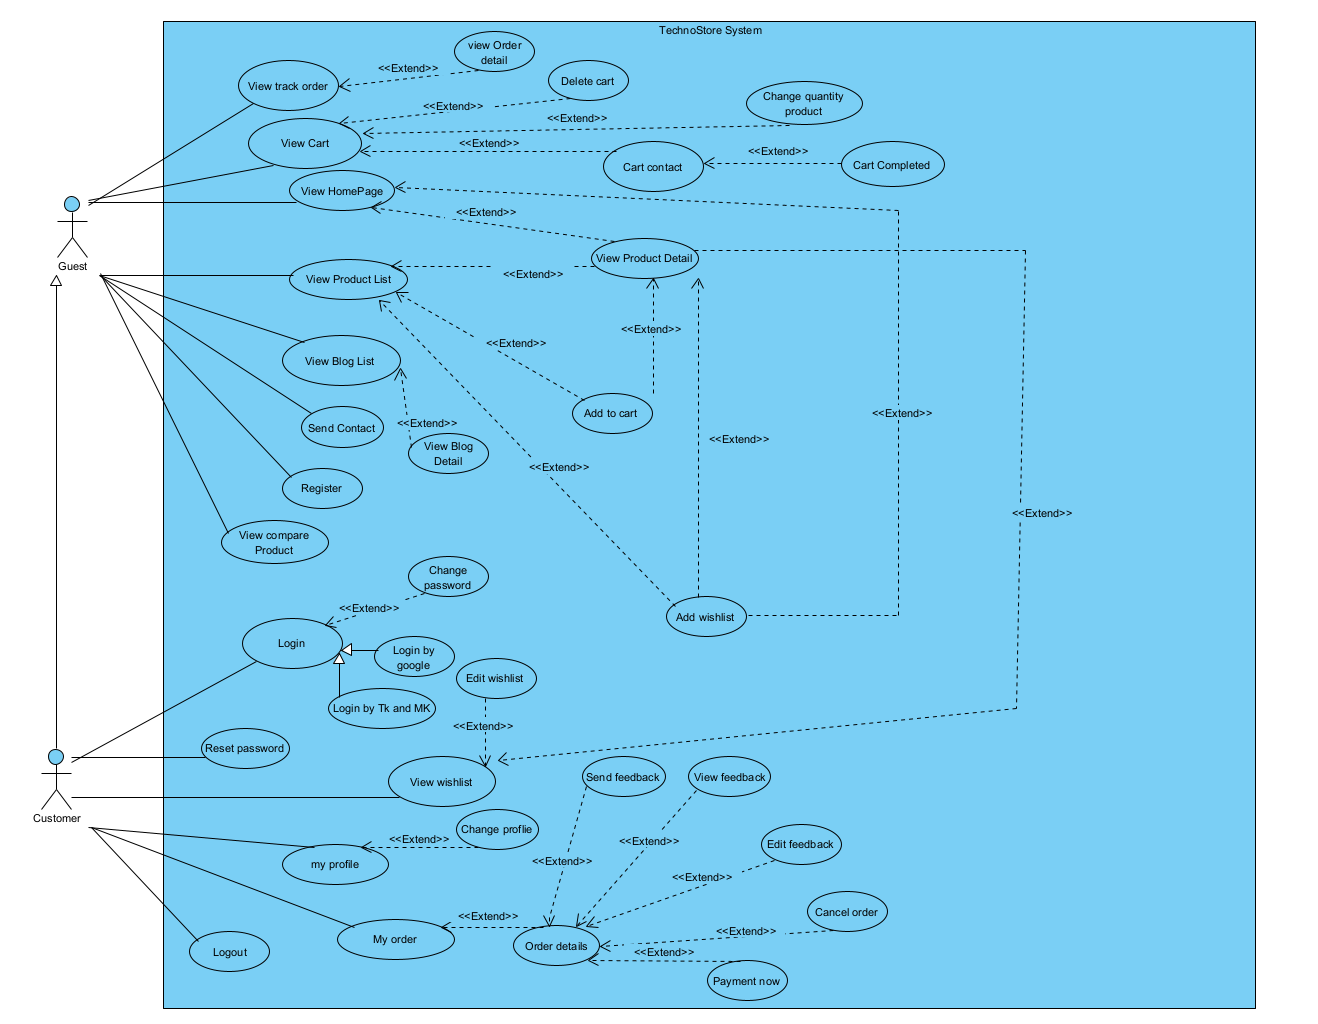 TechnoStore System
view Order
detail
<<Extend>>
View track order
Delete cart
<<Extend>>
Change quantity
product
<<Extend>>
View Cart
<<Extend>>
Cart contact
<<Extend>>
Cart Completed
View HomePage
<<Extend>>
Guest
View Product Detail
View Product List
<<Extend>>
<<Extend>>
<<Extend>>
View Blog List
Add to cart
<<Extend>>
Send Contact
<<Extend>>
View Blog
Detail
<<Extend>>
<<Extend>>
Register
<<Extend>>
View compare
Product
Change
password
<<Extend>>
Add wishlist
Login
Login by
google
Edit wishlist
Login by Tk and MK
<<Extend>>
Reset password
View wishlist
Send feedback
View feedback
Customer
Change proflie
<<Extend>>
<<Extend>>
Edit feedback
my profile
<<Extend>>
<<Extend>>
Cancel order
<<Extend>>
My order
<<Extend>>
Order details
<<Extend>>
Logout
Payment now